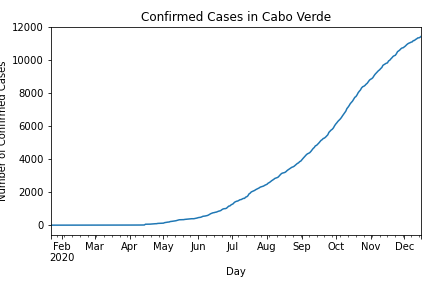 Confirmed Cases in Cabo Verde
12000
10000
8000
6000
4000
2000
0
Number of Confirmed Cases
Feb Mar Apr May Jun Jul Aug Sep Oct Nov Dec
2020
Day